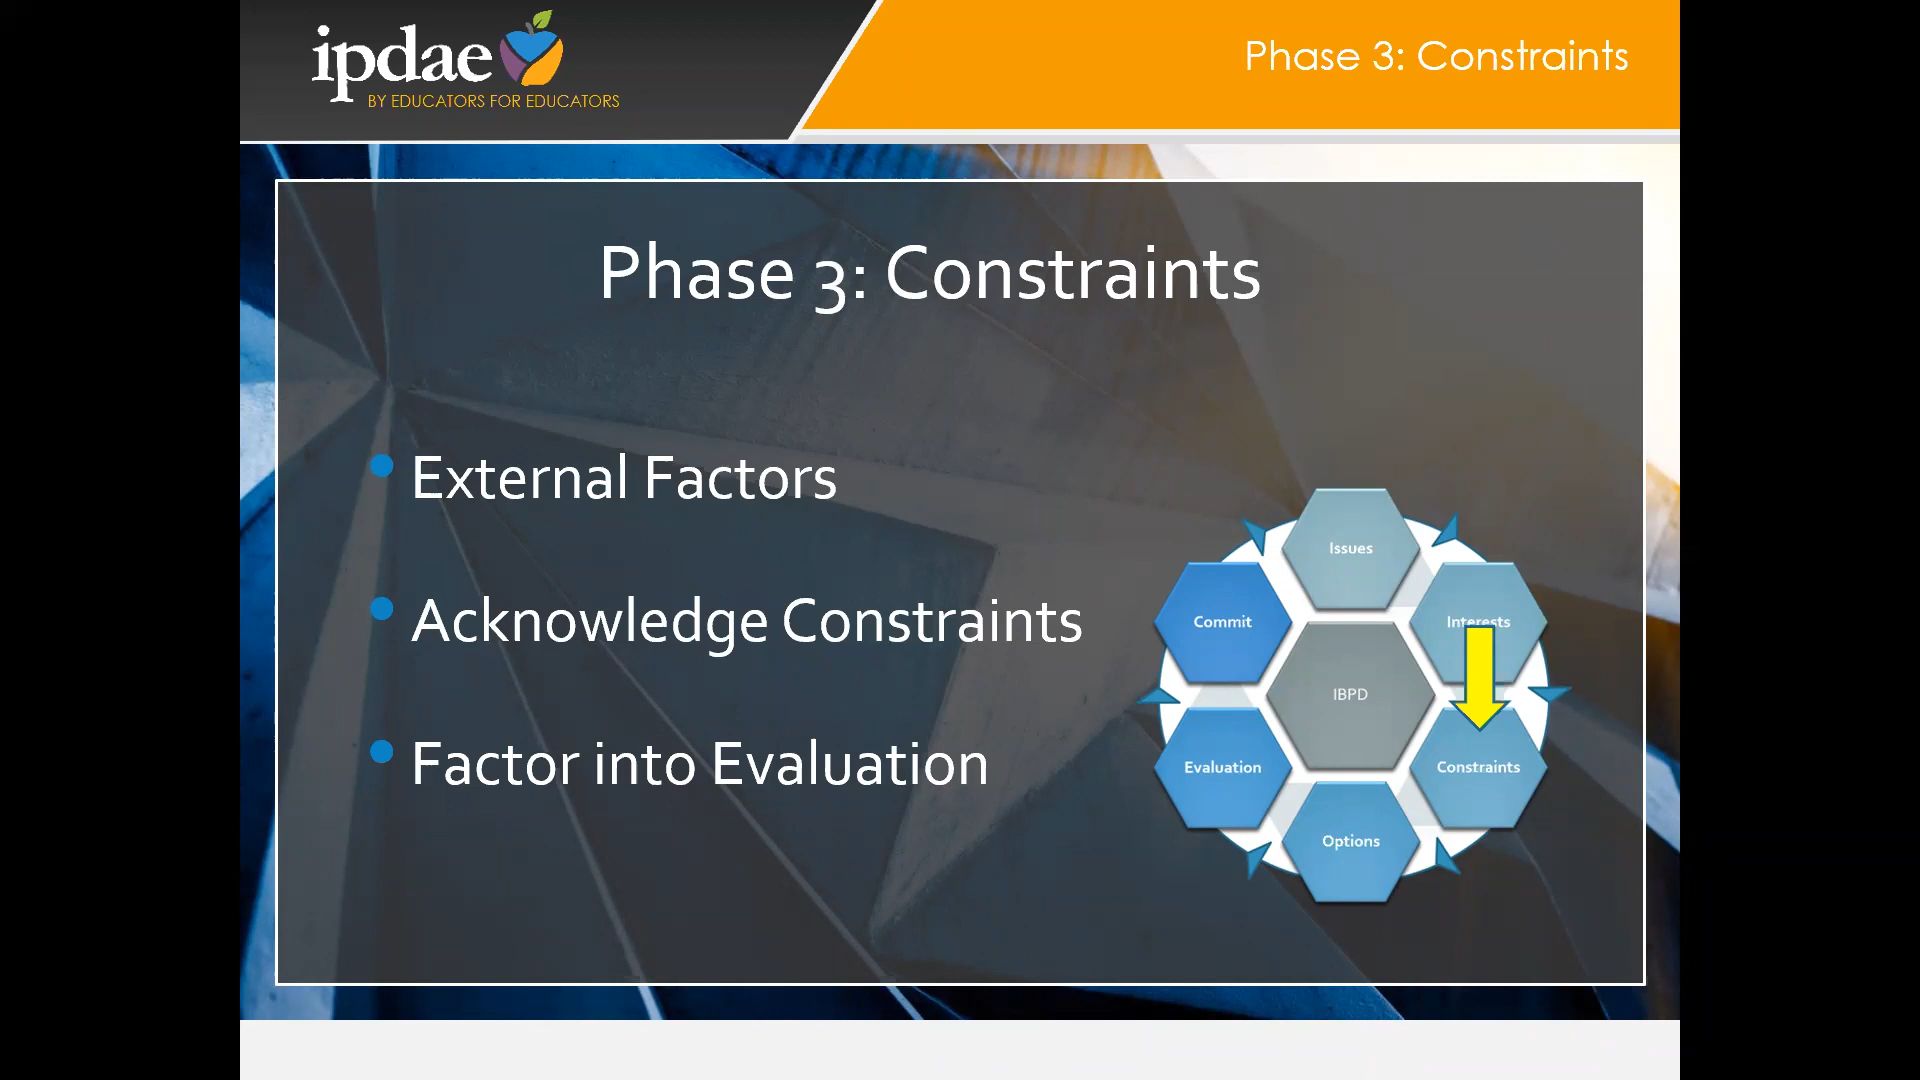 ipdae
BY EDUCATORS FOR EDUCATORS
Phase 3: Constraints
Phase 3: Constraints
External Factors
Acknowledge Constraints
Factor into Evaluation
Issues
Commit
Interests
IBPD
Evaluation
Constraints
Options